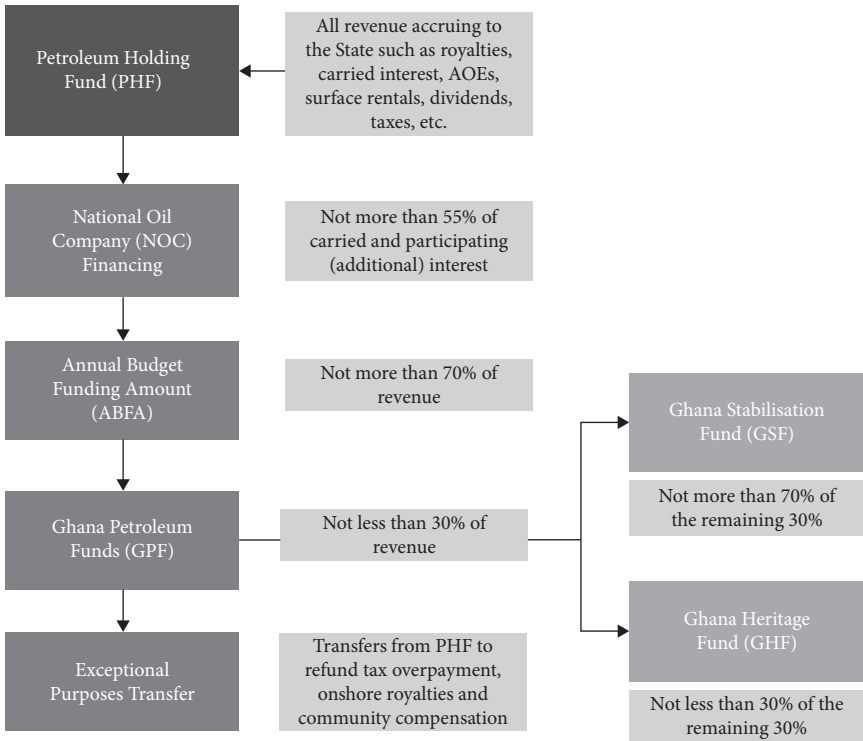 Petroleum Holding
Fund (PHF)
All revenue accruing to
the State such as royalties,
carried interest, AOEs,
surface rentals, dividends,
taxes, etc.
National Oil
Company (NOC)
Financing
Not more than 55% of
carried and participating
(additional) interest
Annual Budget
Funding Amount
(ABFA)
Not more than 70% of
revenue
Ghana Petroleum
Funds (GPF)
Not less than 30% of
revenue
Ghana Stabilisation
Fund (GSF)
Not more than 70% of
the remaining 30%
Ghana Heritage
Fund (GHF)
Not less than 30% of the
remaining 30%
Exceptional
Purposes Transfer
Transfers from PHF to
refund tax overpayment,
onshore royalties and
community compensation